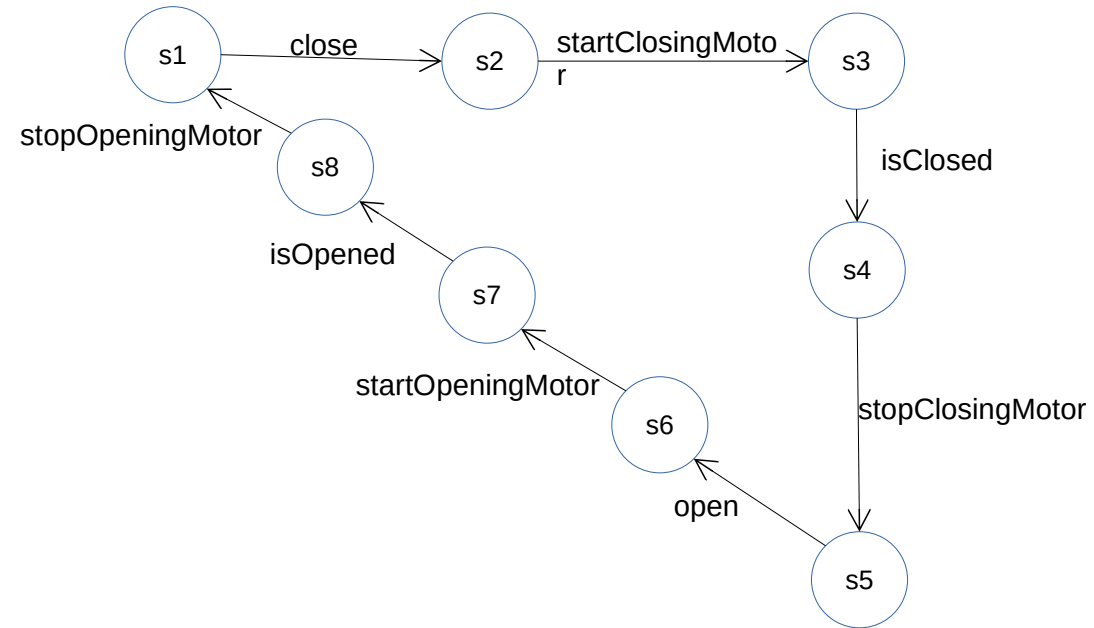 s1
close
s2
startClosingMoto
r
s3
stopOpeningMotor
s8
isClosed
isOpened
s4
s7
startOpeningMotor
stopClosingMotor
s6
open
s5